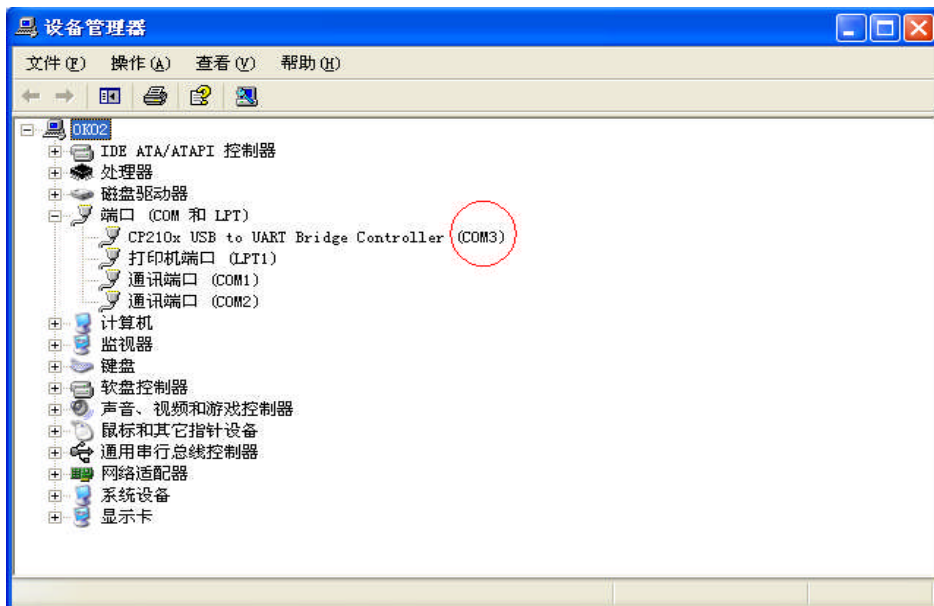 设备管理器
文件(F) 操作(A) 查看(V) 帮助(H)
OKO2
IDE ATA/ATAPI 控制器
处理器
磁盘驱动器
端口 (COM 和 LPT)
CP210x USB to UART Bridge Controller (COM3)
打印机端口 (LPT1)
通讯端口 (COM1)
通讯端口 (COM2)
计算机
监视器
键盘
软盘控制器
声音、视频和游戏控制器
鼠标和其它指针设备
通用串行总线控制器
网络适配器
系统设备
显示卡